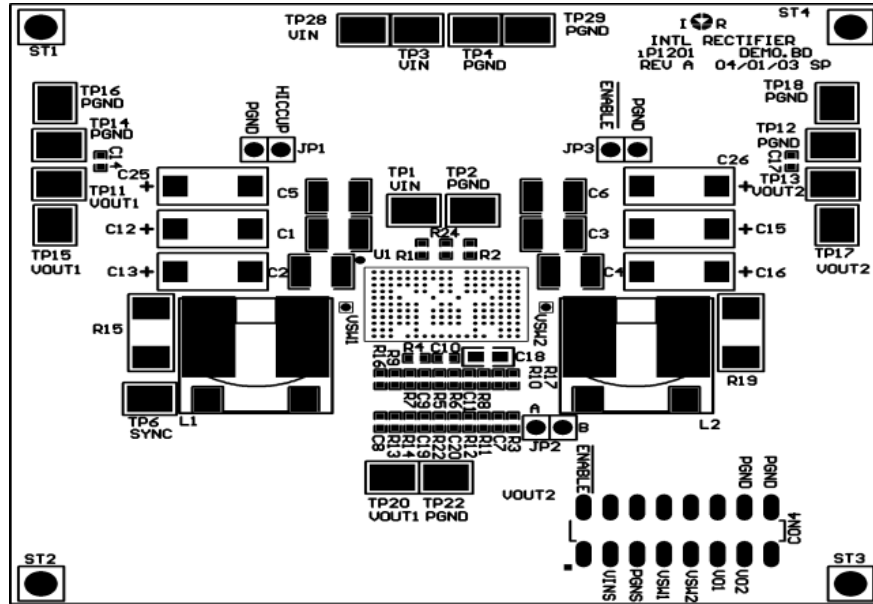 ST1
TP28
VIN
TP3
VIN
TP4
PGND
TP29
PGND
I R
INTL RECTIFIER
iP1201 DEMO.BD
REV A 04/01/03 SP
ST4
TP16
PGND
TP14
PGND
C14
C25
TP11
VOUT1
TP15
VOUT1
PGND
HICCUP
JP1
ENABLE
PGND
JP3
TP18
PGND
TP12
PGND
C17
C26
TP13
VOUT2
TP17
VOUT2
C5
TP1
VIN
TP2
PGND
C6
C12
C1
R24
C3
C15
U1
R1
R2
C13
C2
C4
C16
R15
VSW1
VSW2
R19
R16
R9
R4
C10
C18
R10
R17
R7
C9
R5
R6
C11
R8
TP6
SYNC
L1
L2
A
B
JP2
C8
R13
R14
C19
R22
C20
R12
R11
C7
R3
TP20
VOUT1
TP22
PGND
VOUT2
ENABLE
PGND
PGND
CON4
VINS
PGNS
VSW1
VSW2
VO1
VO2
ST2
ST3